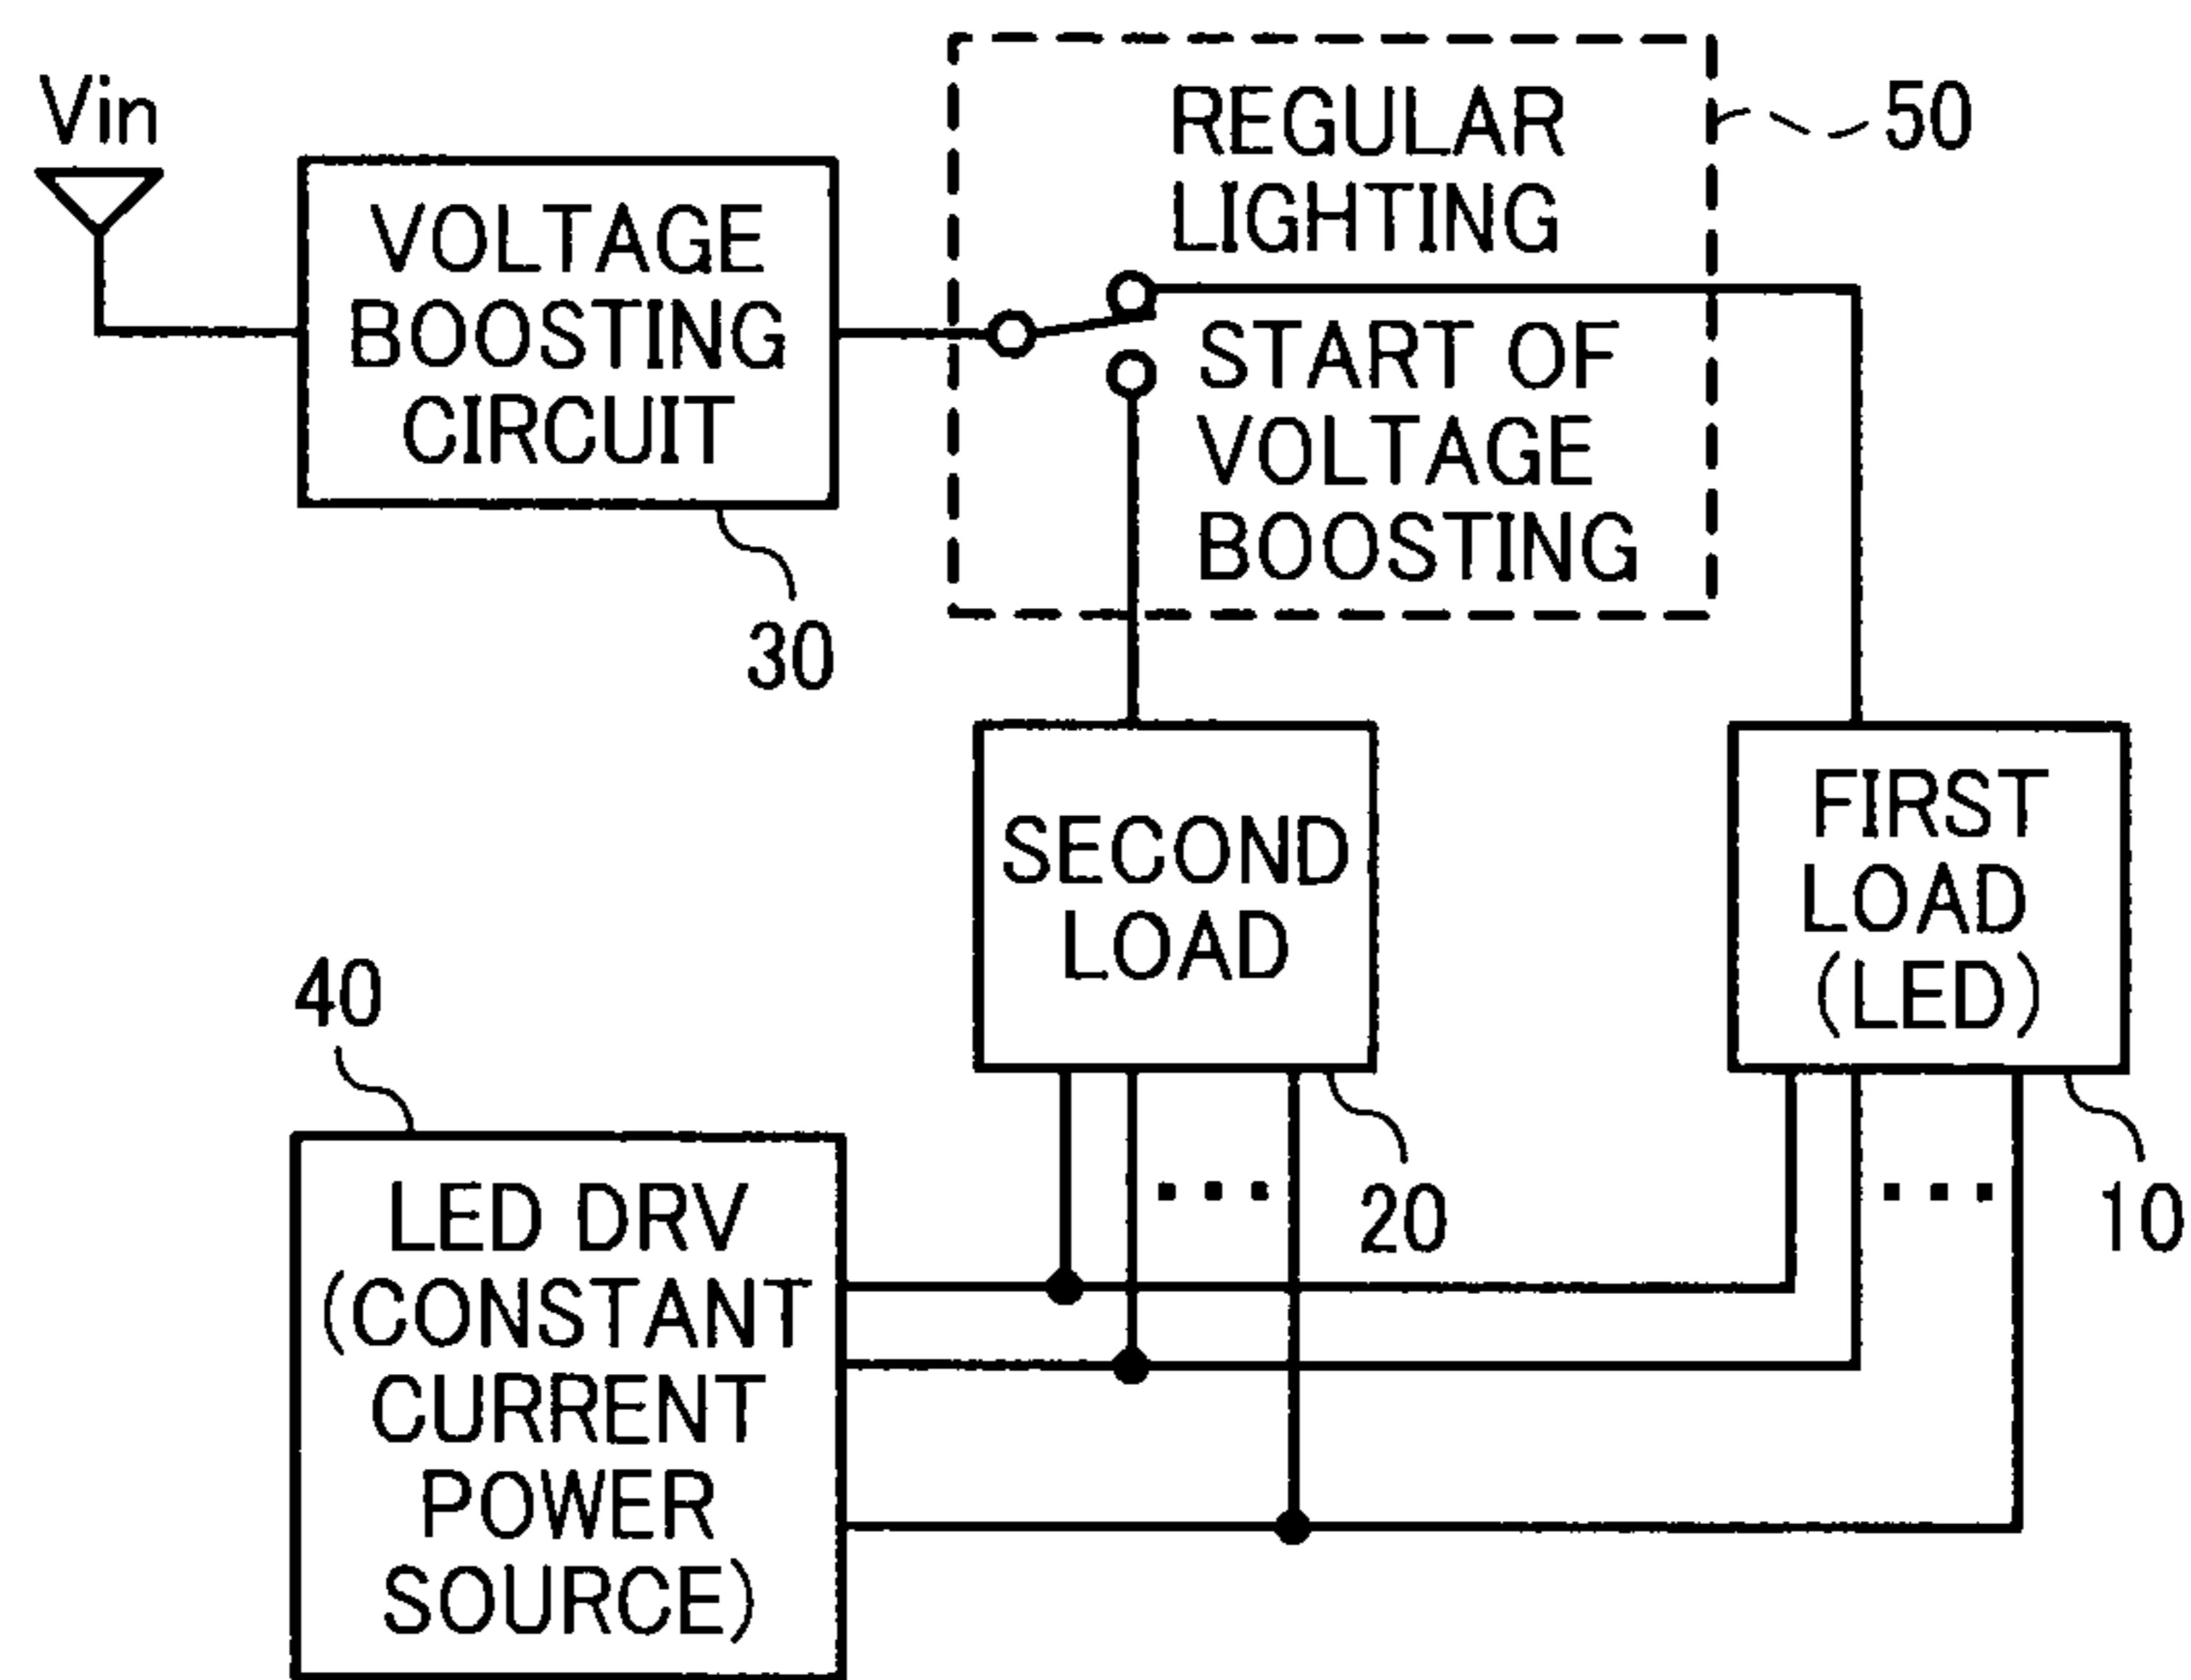 Vin
VOLTAGE
BOOSTING
CIRCUIT
30
REGULAR
LIGHTING
START OF
VOLTAGE
BOOSTING
50
SECOND
LOAD
20
FIRST
LOAD
(LED)
10
40
LED DRV
(CONSTANT
CURRENT
POWER
SOURCE)